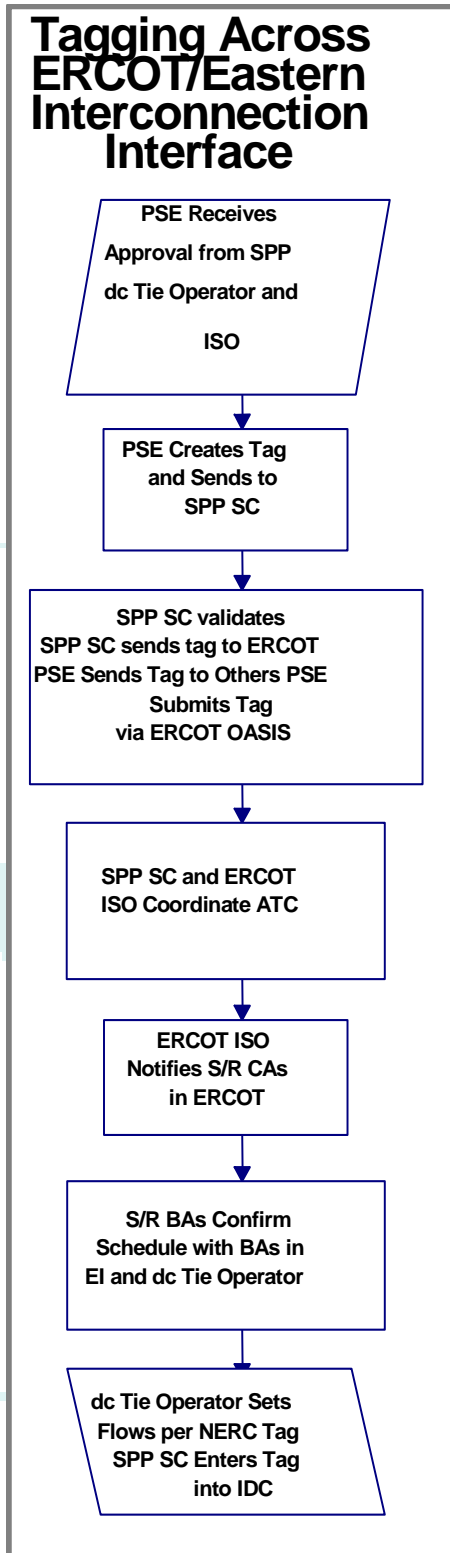 Tagging Across
ERCOT/Eastern
Interconnection
Interface
PSE Receives
Approval from SPP
dc Tie Operator and
ISO
PSE Creates Tag
and Sends to
SPP SC
SPP SC validates
SPP SC sends tag to ERCOT
PSE Sends Tag to Others PSE
Submits Tag
via ERCOT OASIS
SPP SC and ERCOT
ISO Coordinate ATC
ERCOT ISO
Notifies S/R CAs
in ERCOT
S/R BAs Confirm
Schedule with BAs in
EI and dc Tie Operator
dc Tie Operator Sets
Flows per NERC Tag
SPP SC Enters Tag
into IDC